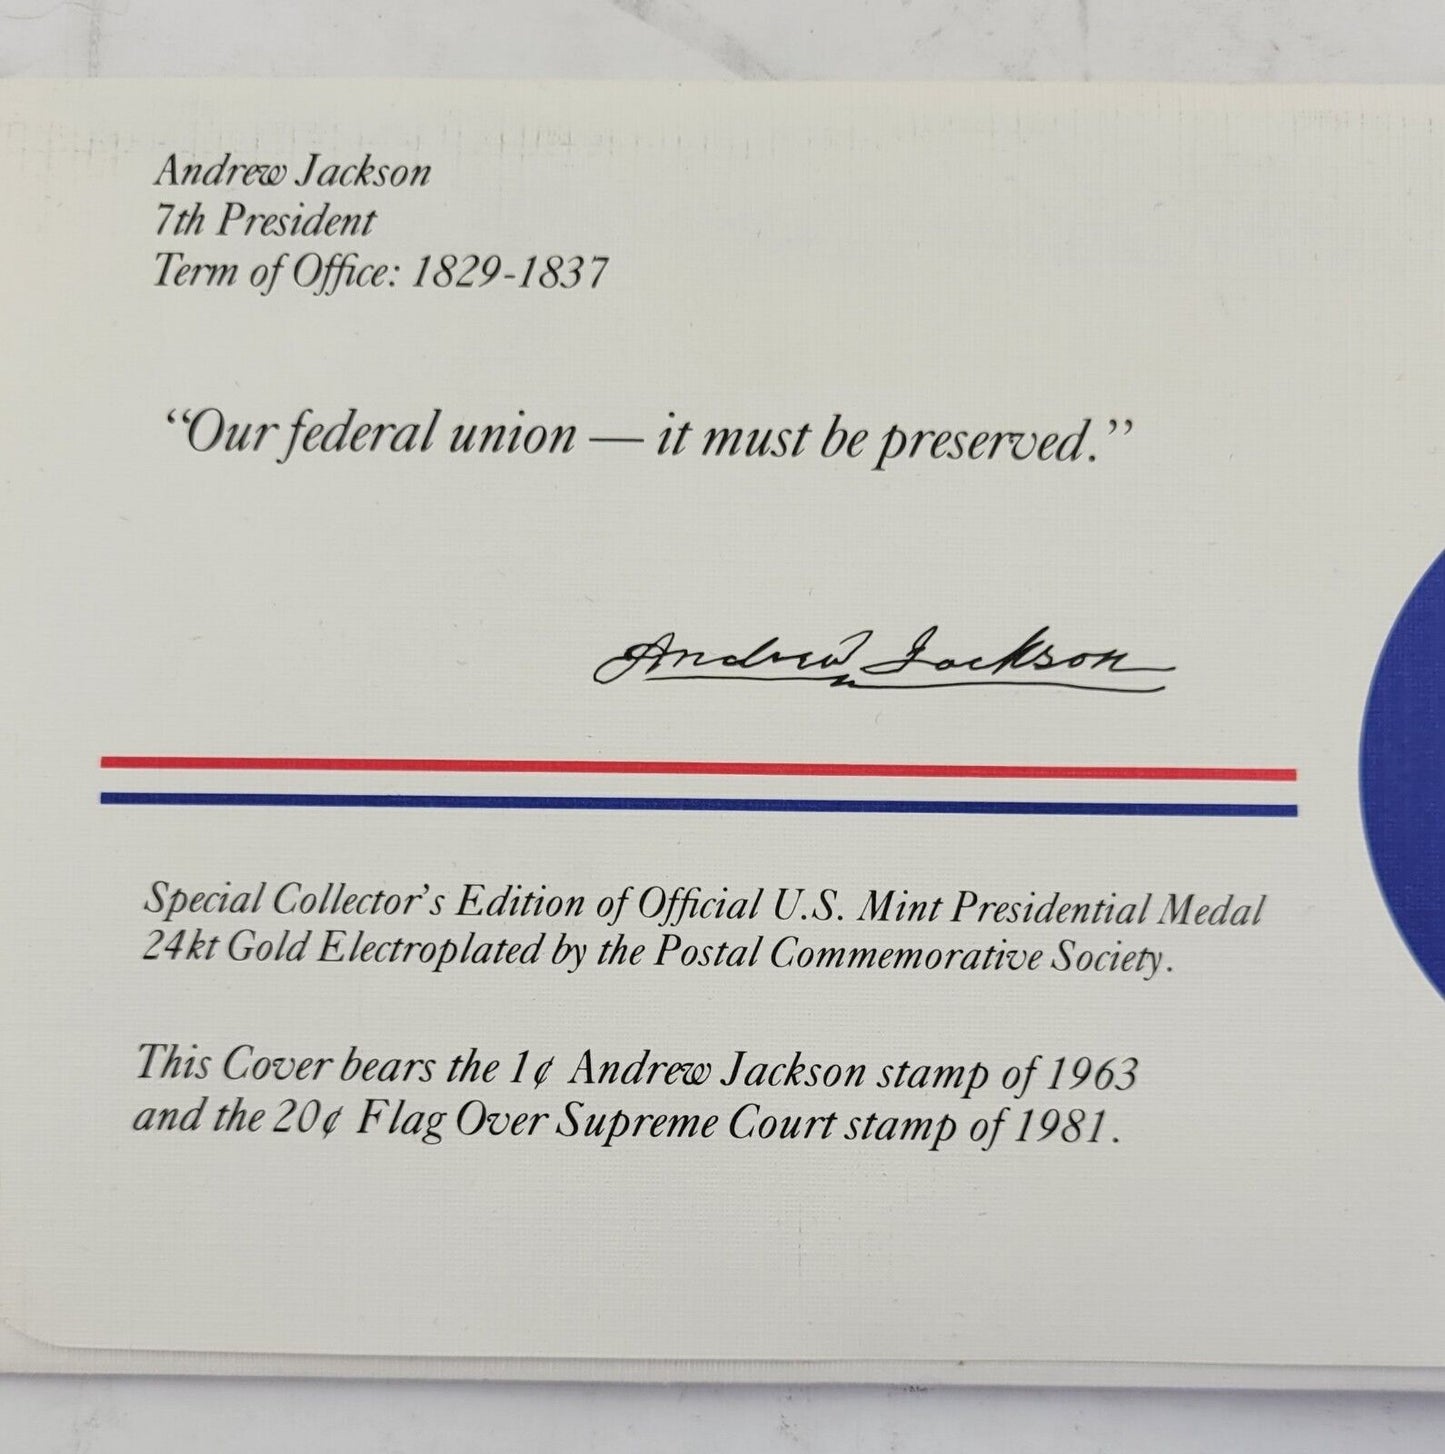 Andrew Jackson
7th President
Term of Office: 1829-1837
“Our federal union — it must be preserved.”
Andrew Jackson
Special Collector’s Edition of Official U.S. Mint Presidential Medal
24kt Gold Electroplated by the Postal Commemorative Society.
This Cover bears the 1¢ Andrew Jackson stamp of 1963
and the 20¢ Flag Over Supreme Court stamp of 1981.